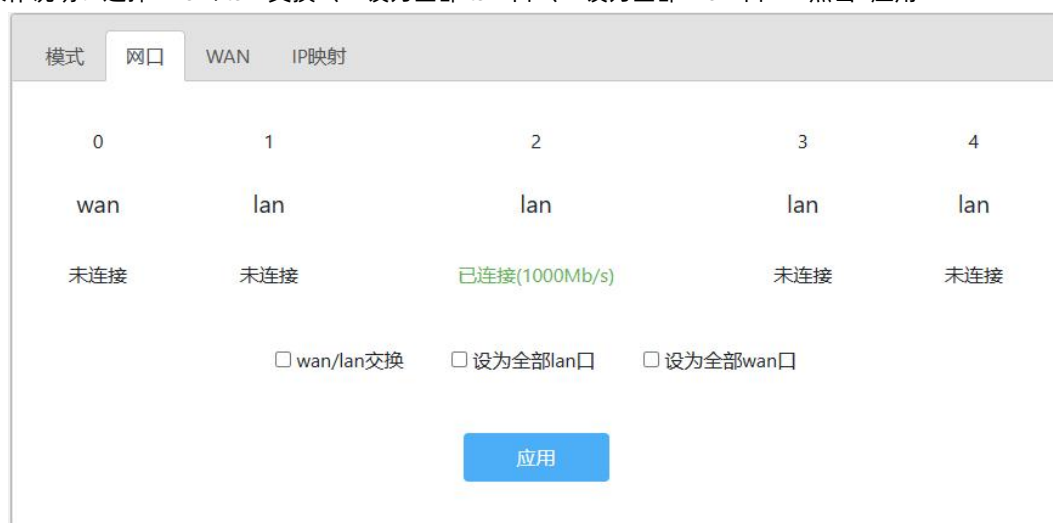 模式 网口 WAN IP映射
0 1 2 3 4
wan lan lan lan lan
未连接 未连接 已连接(1000Mb/s) 未连接 未连接
wan/lan交换 设为全部lan口 设为全部wan口
应用